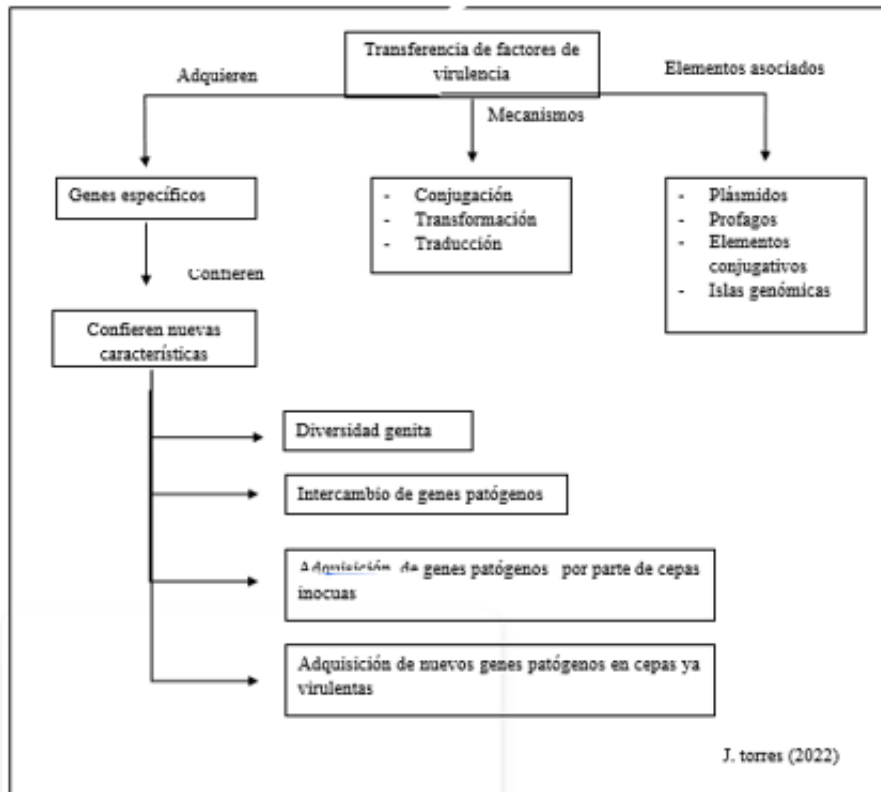 Transferencia de factores de
virulencia
Adquieren
Elementos asociados
Mecanismos
Genes específicos
- Conjugación
- Transformación
- Traducción
- Plásmidos
- Profagos
- Elementos
conjugativos
- Islas genómicas
Confieren
Confieren nuevas
características
Diversidad genita
Intercambio de genes patógenos
Adquisición de genes patógenos por parte de cepas
inocuas
Adquisición de nuevos genes patógenos en cepas ya
virulentas
J. torres (2022)